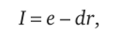 I = e – dr,